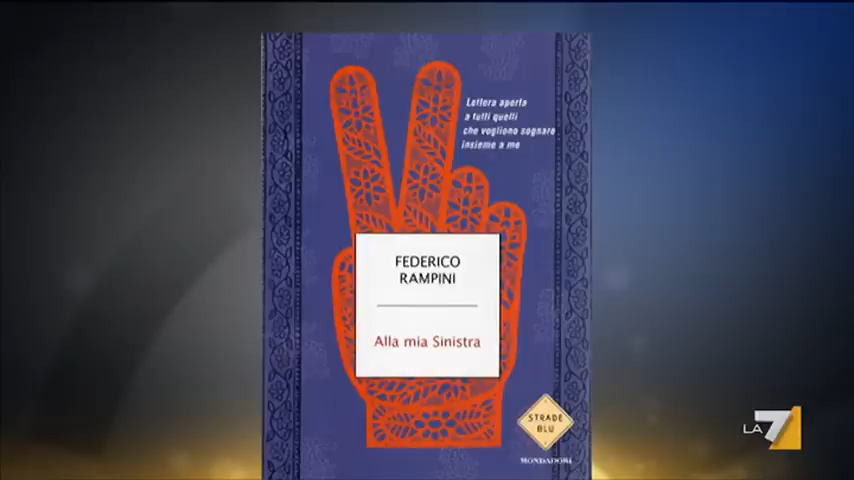 Lettera aperta
a tutti quelli
che vogliono sognare
insieme a me
FEDERICO
RAMPINI
Alla mia Sinistra
STRADE
BLU
MONDADORI
LA7